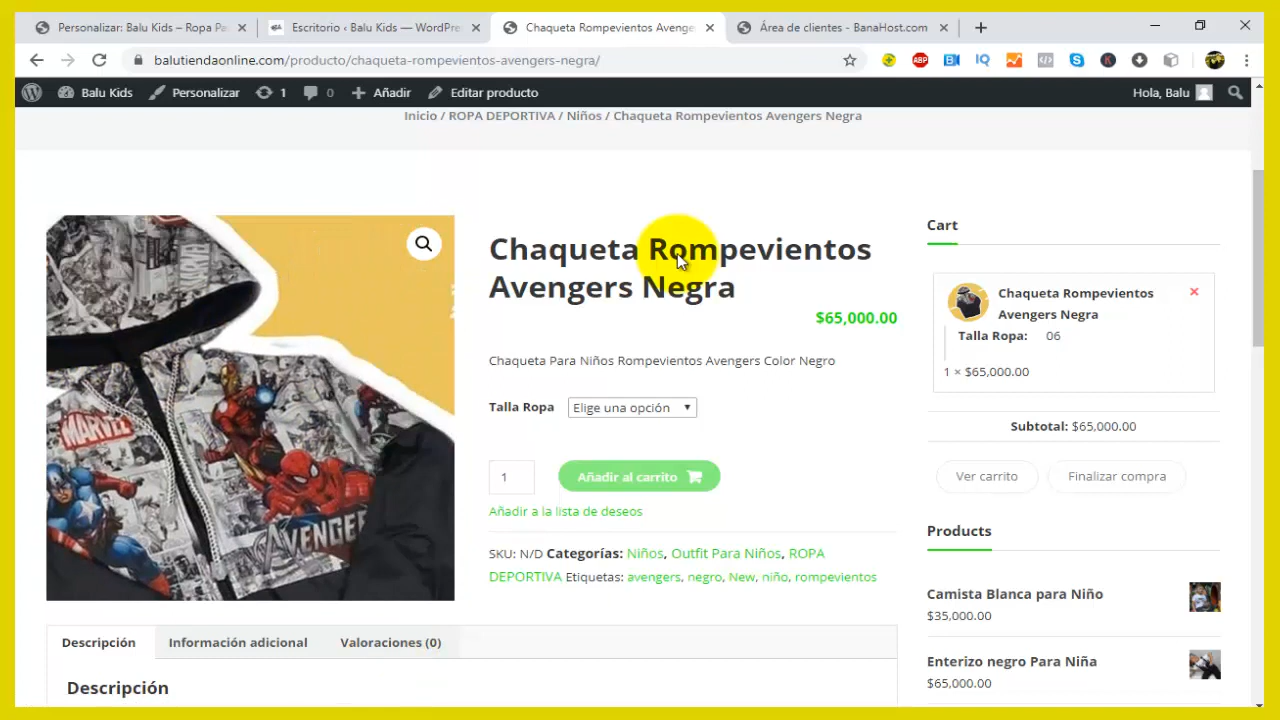 Personalizar: Balu Kids – Ropa Pa
Escritorio ‹ Balu Kids — WordPre
Chaqueta Rompevientos Avenge
Área de clientes - BanaHost.com
balutiendaonline.com/producto/chaqueta-rompevientos-avengers-negra/
ABP
IQ
Balu Kids
Personalizar
1
0
Añadir
Editar producto
Hola, Balu
Inicio / ROPA DEPORTIVA / Niños / Chaqueta Rompevientos Avengers Negra
MARVEL
AVENGERS
Chaqueta Rompevientos
Avengers Negra
$65,000.00
Chaqueta Para Niños Rompevientos Avengers Color Negro
Talla Ropa Elige una opción
1 Añadir al carrito
Añadir a la lista de deseos
SKU: N/D Categorías: Niños, Outfit Para Niños, ROPA
DEPORTIVA Etiquetas: avengers, negro, New, niño, rompevientos
Descripción
Información adicional
Valoraciones (0)
Descripción
Cart
Chaqueta Rompevientos
Avengers Negra
Talla Ropa: 06
1 × $65,000.00
Subtotal: $65,000.00
Ver carrito
Finalizar compra
Products
Camista Blanca para Niño
$35,000.00
Enterizo negro Para Niña
$65,000.00